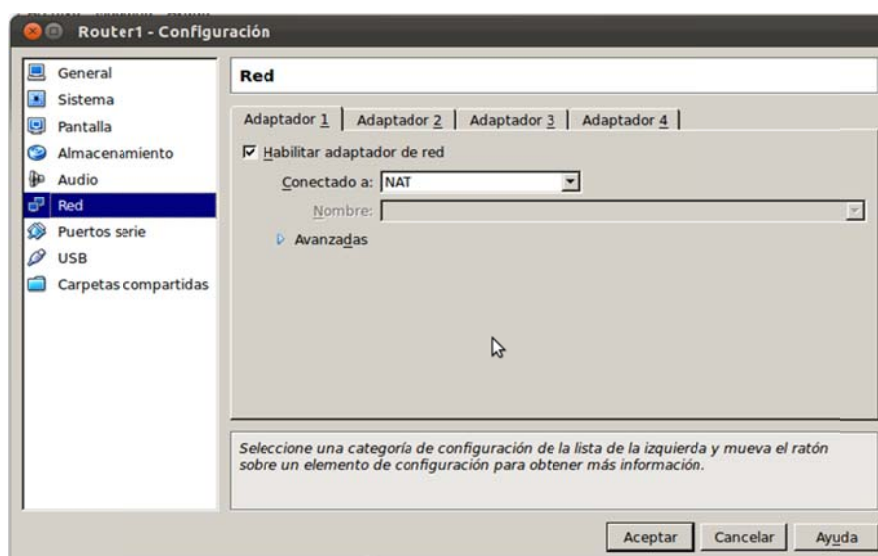 Router1 - Configuración
General
Sistema
Pantalla
Almacenamiento
Audio
Red
Puertos serie
USB
Carpetas compartidas
Red
Adaptador 1 Adaptador 2 Adaptador 3 Adaptador 4
Habilitar adaptador de red
Conectado a: NAT
Nombre:
Avanzadas
Seleccione una categoría de configuración de la lista de la izquierda y mueva el ratón
sobre un elemento de configuración para obtener más información.
Aceptar Cancelar Ayuda